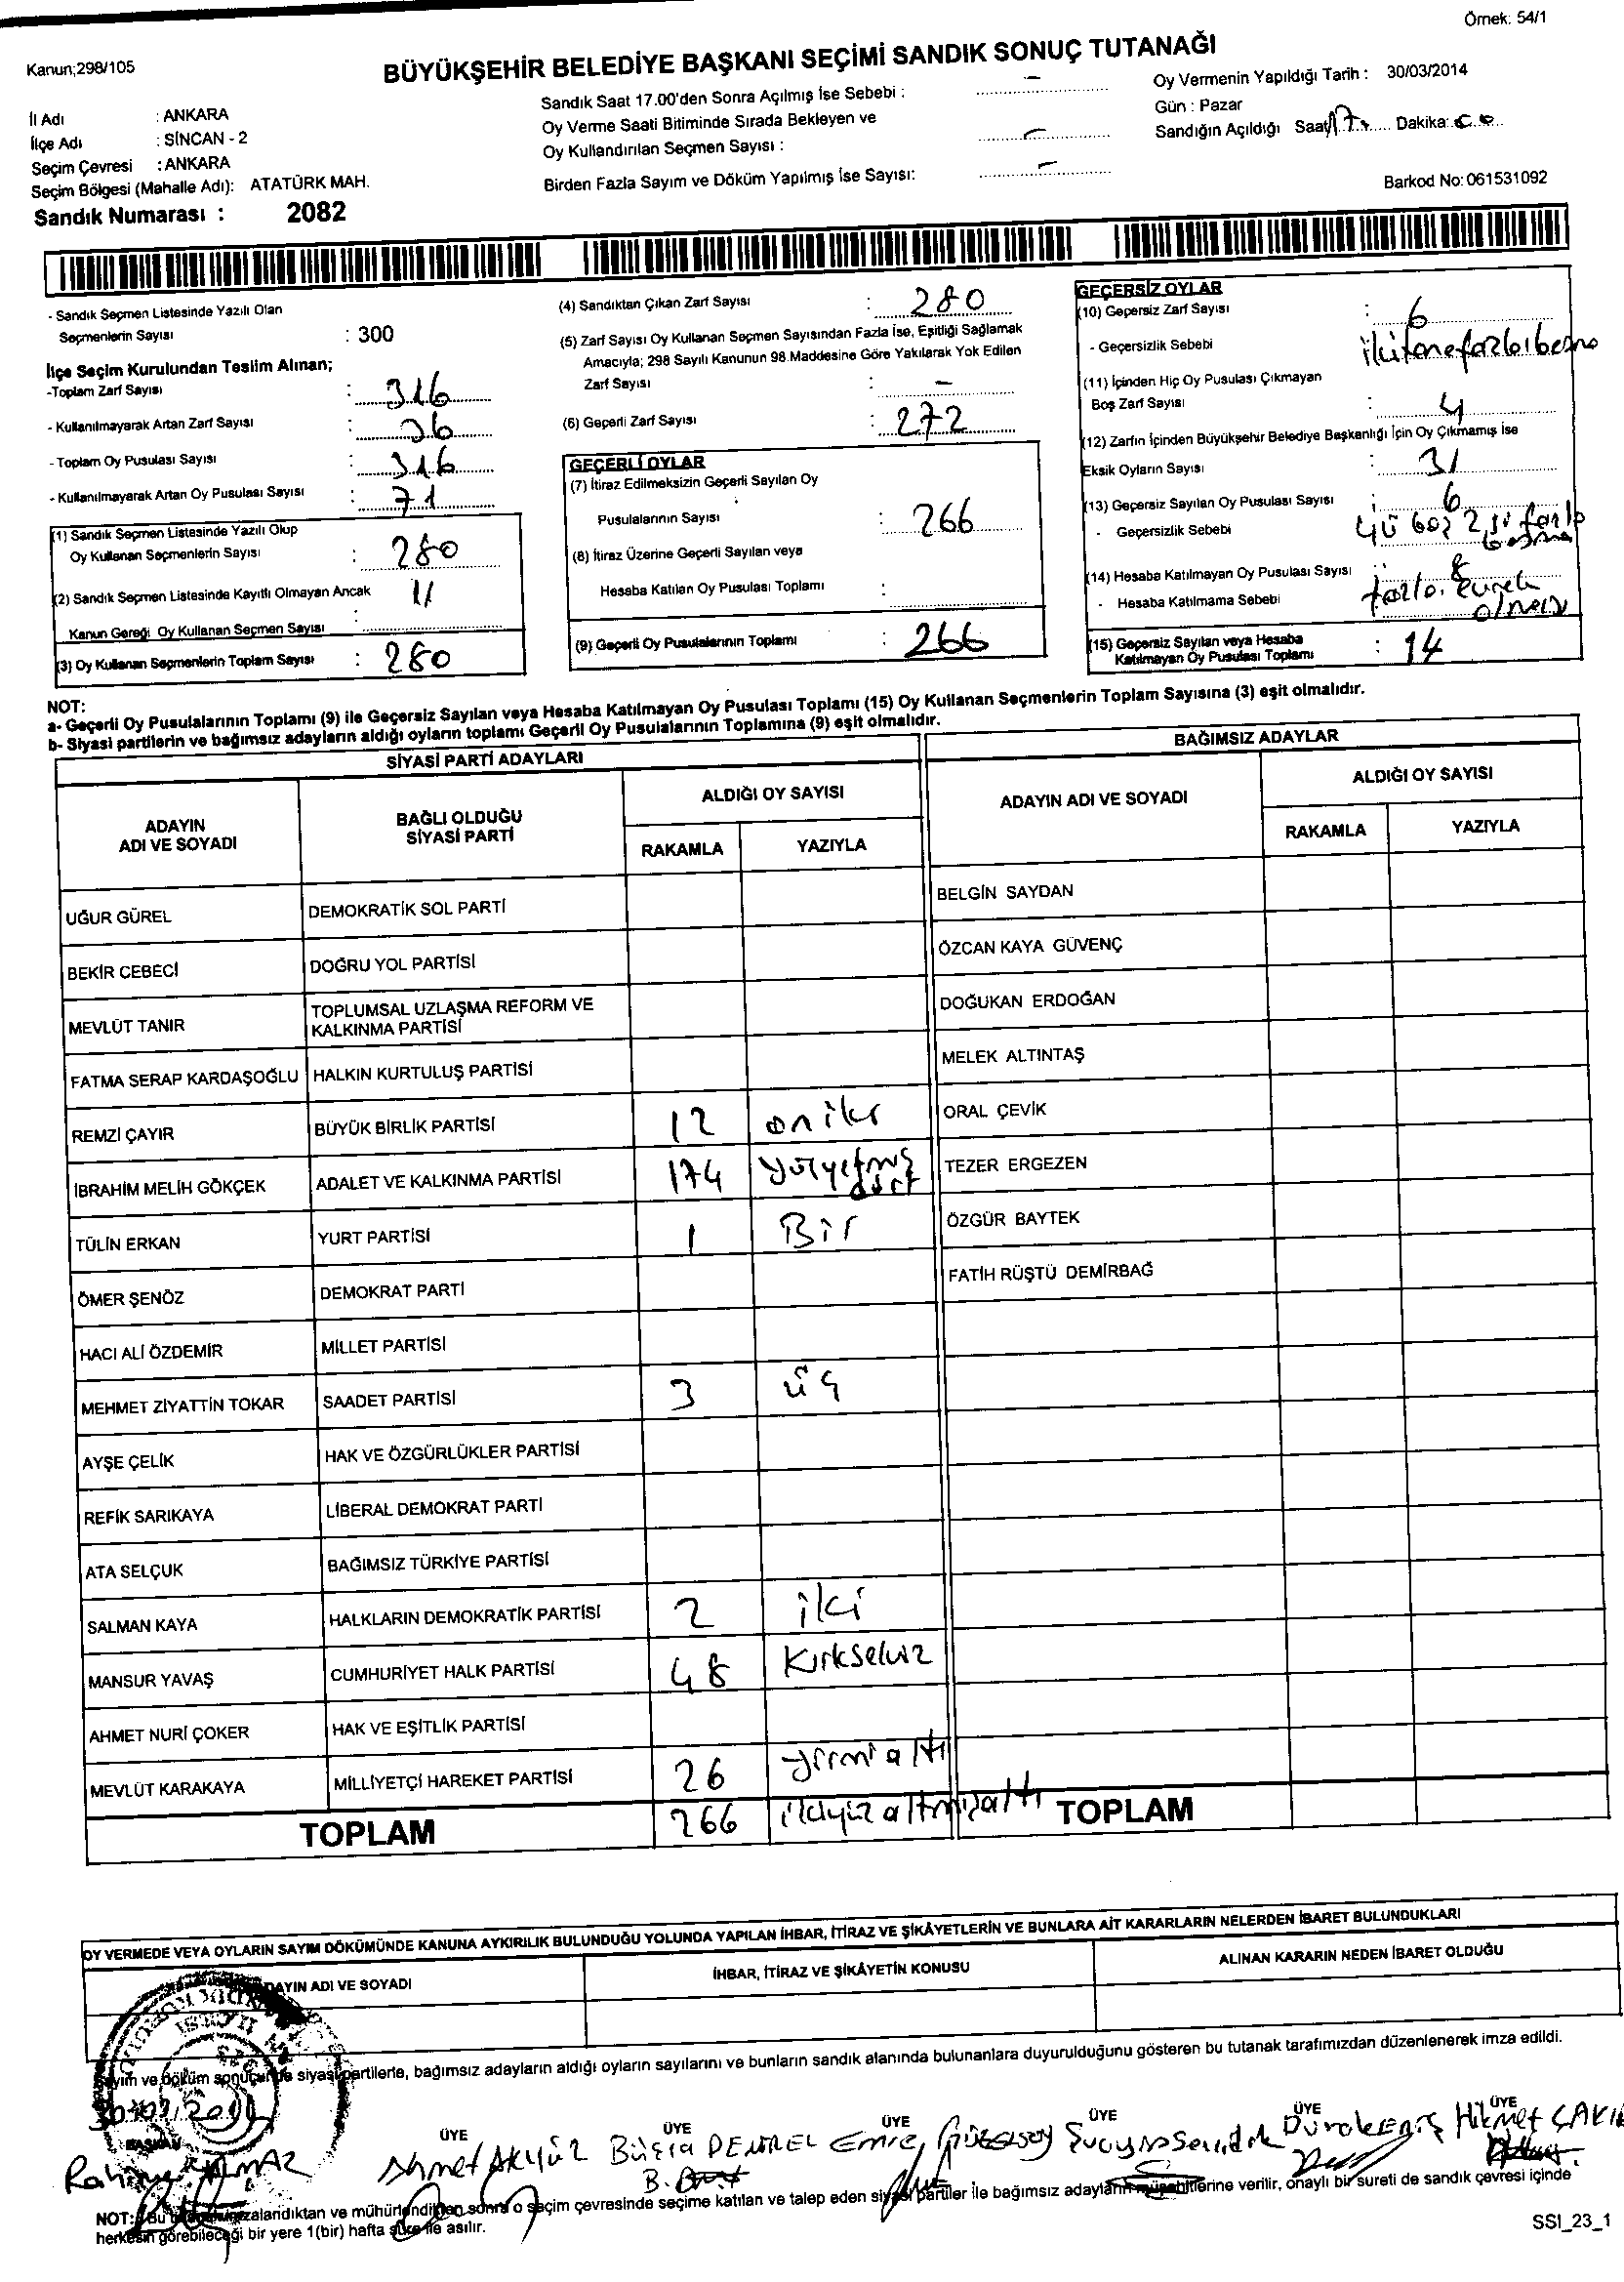 Örnek: 54/1
Kanun;298/105
BÜYÜKŞEHİR BELEDİYE BAŞKANI SEÇİMİ SANDIK SONUÇ TUTANAĞI
İl Adı : ANKARA
İlçe Adı : SİNCAN - 2
Seçim Çevresi : ANKARA
Seçim Bölgesi (Mahalle Adı): ATATÜRK MAH.
Sandık Numarası : 2082
Sandık Saat 17.00'den Sonra Açılmış İse Sebebi : –
Oy Verme Saati Bitiminde Sırada Bekleyen ve
Oy Kullandırılan Seçmen Sayısı : –
Birden Fazla Sayım ve Döküm Yapılmış İse Sayısı: –
Oy Vermenin Yapıldığı Tarih : 30/03/2014
Gün : Pazar
Sandığın Açıldığı Saat 17 Dakika:
Barkod No: 061531092
- Sandık Seçmen Listesinde Yazılı Olan
Seçmenlerin Sayısı : 300
İlçe Seçim Kurulundan Teslim Alınan;
-Toplam Zarf Sayısı : 316
- Kullanılmayarak Artan Zarf Sayısı : 36
- Toplam Oy Pusulası Sayısı : 316
- Kullanılmayarak Artan Oy Pusulası Sayısı : 71
(1) Sandık Seçmen Listesinde Yazılı Olup
Oy Kullanan Seçmenlerin Sayısı : 280
(2) Sandık Seçmen Listesinde Kayıtlı Olmayan Ancak
Kanun Gereği Oy Kullanan Seçmen Sayısı :
(3) Oy Kullanan Seçmenlerin Toplam Sayısı : 280
(4) Sandıktan Çıkan Zarf Sayısı : 280
(5) Zarf Sayısı Oy Kullanan Seçmen Sayısından Fazla İse, Eşitliği Sağlamak
Amacıyla; 298 Sayılı Kanunun 98.Maddesine Göre Yakılarak Yok Edilen
Zarf Sayısı : –
(6) Geçerli Zarf Sayısı : 272
GEÇERLİ OYLAR
(7) İtiraz Edilmeksizin Geçerli Sayılan Oy
Pusulalarının Sayısı : 266
(8) İtiraz Üzerine Geçerli Sayılan veya
Hesaba Katılan Oy Pusulası Toplamı :
(9) Geçerli Oy Pusulalarının Toplamı : 266
GEÇERSİZ OYLAR
(10) Geçersiz Zarf Sayısı : 6
- Geçersizlik Sebebi
(11) İçinden Hiç Oy Pusulası Çıkmayan
Boş Zarf Sayısı : 4
(12) Zarfın İçinden Büyükşehir Belediye Başkanlığı İçin Oy Çıkmamış İse
Eksik Oyların Sayısı : 31
(13) Geçersiz Sayılan Oy Pusulası Sayısı : 6
- Geçersizlik Sebebi 4ü boş 2 si fazla basma
(14) Hesaba Katılmayan Oy Pusulası Sayısı : 8
- Hesaba Katılmama Sebebi
(15) Geçersiz Sayılan veya Hesaba
Katılmayan Oy Pusulası Toplamı : 14
NOT:
a- Geçerli Oy Pusulalarının Toplamı (9) ile Geçersiz Sayılan veya Hesaba Katılmayan Oy Pusulası Toplamı (15) Oy Kullanan Seçmenlerin Toplam Sayısına (3) eşit olmalıdır.
b- Siyasi partilerin ve bağımsız adayların aldığı oyların toplamı Geçerli Oy Pusulalarının Toplamına (9) eşit olmalıdır.
SİYASİ PARTİ ADAYLARI
ADAYIN ADI VE SOYADI BAĞLI OLDUĞU SİYASİ PARTİ ALDIĞI OY SAYISI
RAKAMLA YAZIYLA
UĞUR GÜREL DEMOKRATİK SOL PARTİ
BEKİR CEBECİ DOĞRU YOL PARTİSİ
MEVLÜT TANIR TOPLUMSAL UZLAŞMA REFORM VE KALKINMA PARTİSİ
FATMA SERAP KARDAŞOĞLU HALKIN KURTULUŞ PARTİSİ
REMZİ ÇAYIR BÜYÜK BİRLİK PARTİSİ 12 oniki
İBRAHİM MELİH GÖKÇEK ADALET VE KALKINMA PARTİSİ 174 yüzyetmiş dört
TÜLİN ERKAN YURT PARTİSİ 1 Bir
ÖMER ŞENÖZ DEMOKRAT PARTİ
HACI ALİ ÖZDEMİR MİLLET PARTİSİ
MEHMET ZİYATTİN TOKAR SAADET PARTİSİ 3 üç
AYŞE ÇELİK HAK VE ÖZGÜRLÜKLER PARTİSİ
REFİK SARIKAYA LİBERAL DEMOKRAT PARTİ
ATA SELÇUK BAĞIMSIZ TÜRKİYE PARTİSİ
SALMAN KAYA HALKLARIN DEMOKRATİK PARTİSİ 2 iki
MANSUR YAVAŞ CUMHURİYET HALK PARTİSİ 48 Kırksekiz
AHMET NURİ ÇOKER HAK VE EŞİTLİK PARTİSİ
MEVLÜT KARAKAYA MİLLİYETÇİ HAREKET PARTİSİ 26 yirmialtı
TOPLAM 266 ikiyüzaltmışaltı
BAĞIMSIZ ADAYLAR
ADAYIN ADI VE SOYADI ALDIĞI OY SAYISI
RAKAMLA YAZIYLA
BELGİN SAYDAN
ÖZCAN KAYA GÜVENÇ
DOĞUKAN ERDOĞAN
MELEK ALTINTAŞ
ORAL ÇEVİK
TEZER ERGEZEN
ÖZGÜR BAYTEK
FATİH RÜŞTÜ DEMİRBAĞ
TOPLAM
OY VERMEDE VEYA OYLARIN SAYIM DÖKÜMÜNDE KANUNA AYKIRILIK BULUNDUĞU YOLUNDA YAPILAN İHBAR, İTİRAZ VE ŞİKÂYETLERİN VE BUNLARA AİT KARARLARIN NELERDEN İBARET BULUNDUKLARI
ADAYIN ADI VE SOYADI İHBAR, İTİRAZ VE ŞİKÂYETİN KONUSU ALINAN KARARIN NEDEN İBARET OLDUĞU
Sayım ve döküm sonuçunda siyasi partilerle, bağımsız adayların aldığı oyların sayılarını ve bunların sandık alanında bulunanlara duyurulduğunu gösteren bu tutanak tarafımızdan düzenlenerek imza edildi.
BAŞKAN ÜYE ÜYE ÜYE ÜYE ÜYE ÜYE
Ahmet AKYÜZ Büşra DEMİREL Emre Hikmet
NOT: Bu zalandıktan ve mühürlendikten sonra o seçim çevresinde seçime katılan ve talep eden siyasi partiler ile bağımsız adayların müşahitlerine verilir, onaylı bir sureti de sandık çevresi içinde
herkesin görebileceği bir yere 1(bir) hafta süre ile asılır.
SSI_23_1